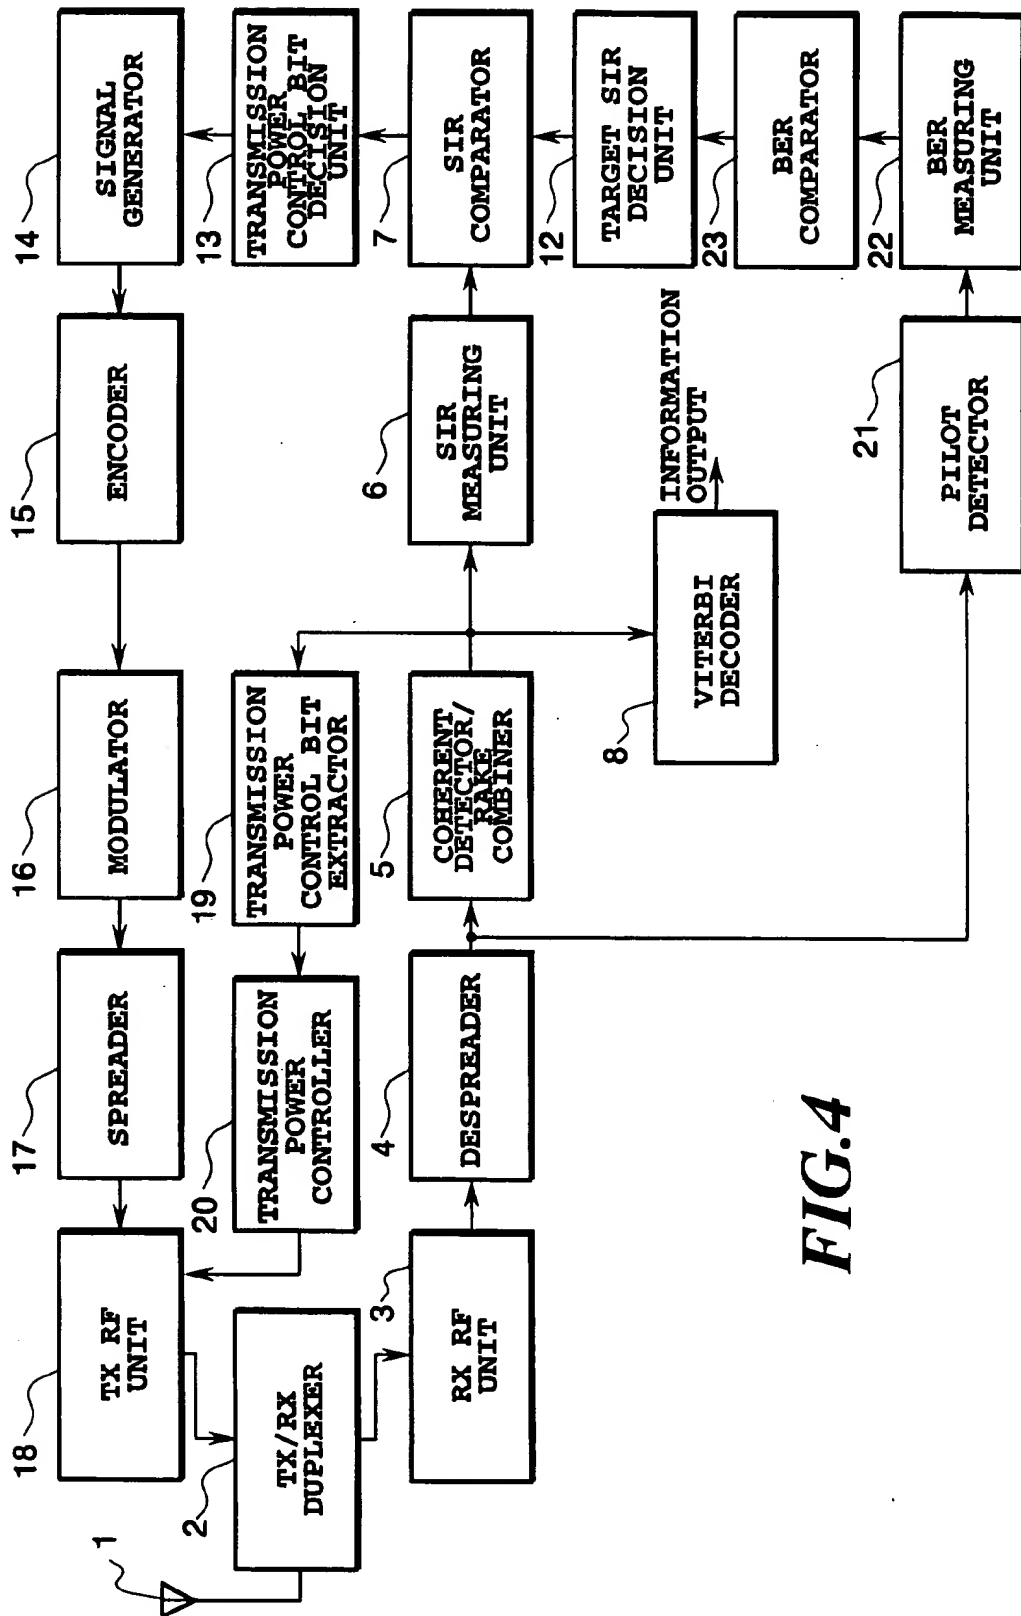 1
18
TX RF
UNIT
17
SPREADER
16
MODULATOR
15
ENCODER
14
SIGNAL
GENERATOR
2
TX/RX
DUPLEXER
20
TRANSMISSION
POWER
CONTROLLER
19
TRANSMISSION
POWER
CONTROL BIT
EXTRACTOR
13
TRANSMISSION
POWER
CONTROL BIT
DECISION
UNIT
3
RX RF
UNIT
4
DESPREADER
5
COHERENT
DETECTOR/
RAKE
COMBINER
6
SIR
MEASURING
UNIT
7
SIR
COMPARATOR
12
TARGET SIR
DECISION
UNIT
8
VITERBI
DECODER
INFORMATION
OUTPUT
23
BER
COMPARATOR
21
PILOT
DETECTOR
22
BER
MEASURING
UNIT
FIG.4